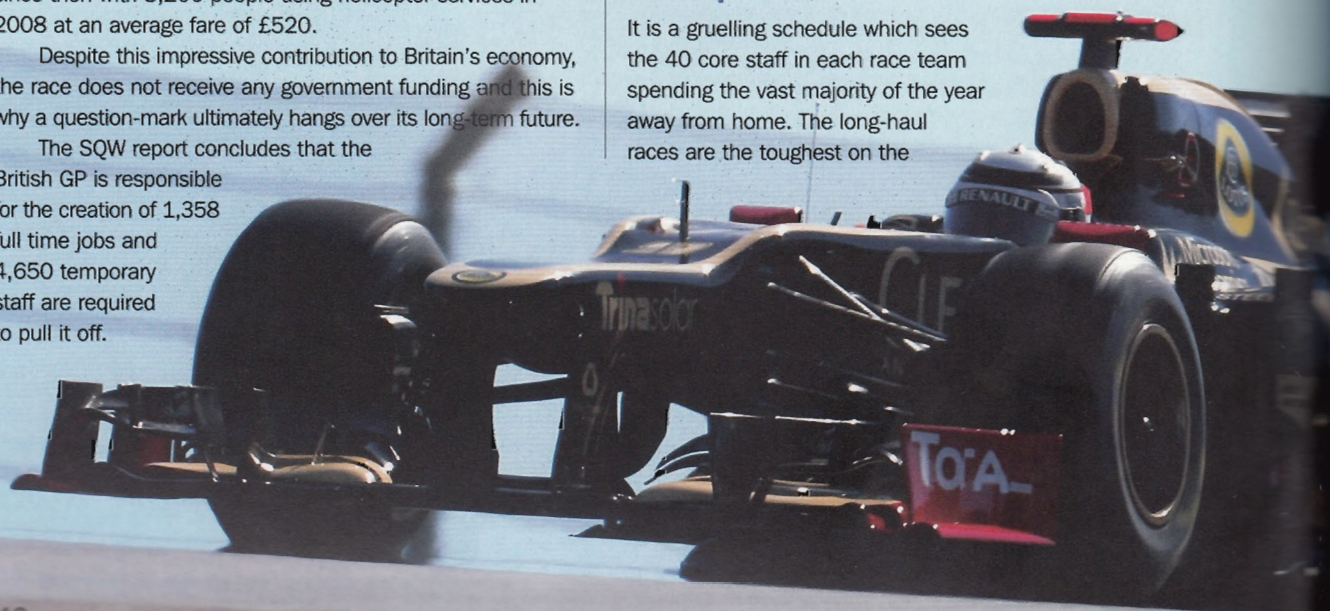 2008 at an average fare of £520.
Despite this impressive contribution to Britain's economy,
the race does not receive any government funding and this is
why a question-mark ultimately hangs over its long-term future.
The SQW report concludes that the
British GP is responsible
for the creation of 1,358
full time jobs and
4,650 temporary
staff are required
to pull it off.
It is a gruelling schedule which sees
the 40 core staff in each race team
spending the vast majority of the year
away from home. The long-haul
races are the toughest on the
RENAULT
Trinasolar
TOTAL